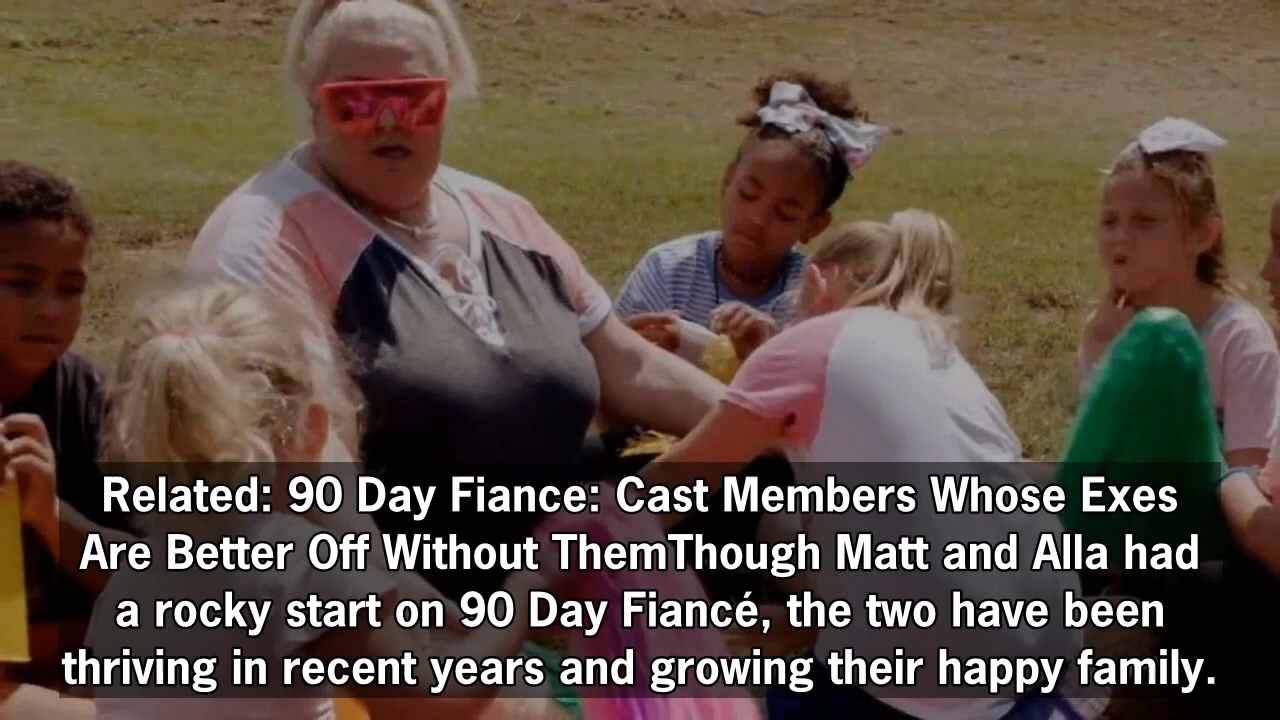 Related: 90 Day Fiance: Cast Members Whose Exes
Are Better Off Without ThemThough Matt and Alla had
a rocky start on 90 Day Fiancé, the two have been
thriving in recent years and growing their happy family.